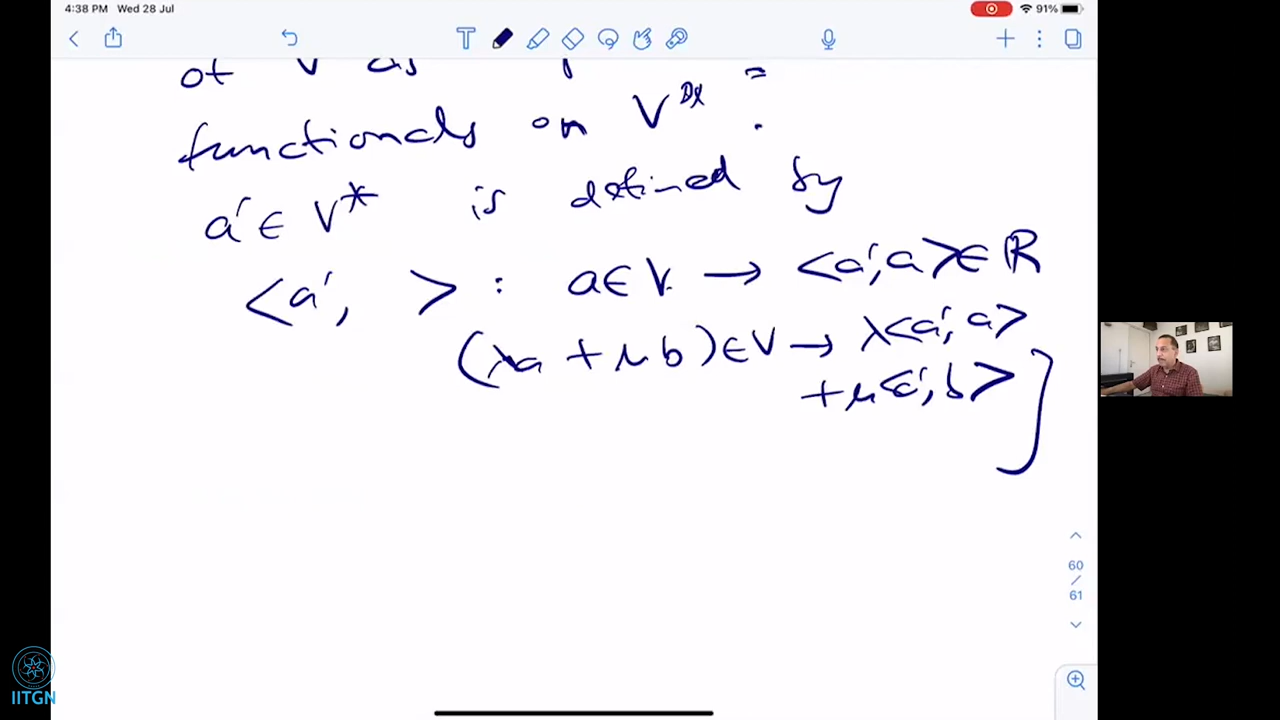 4:38 PM Wed 28 Jul
91%
of V as
functionals on V :
a' ∈ V* is defined by
<a', > : a ∈ V → <a', a> ∈ ℝ
(λa + μb) ∈ V → λ<a', a>
+ μ<a', b>
60
/
61
IITGN